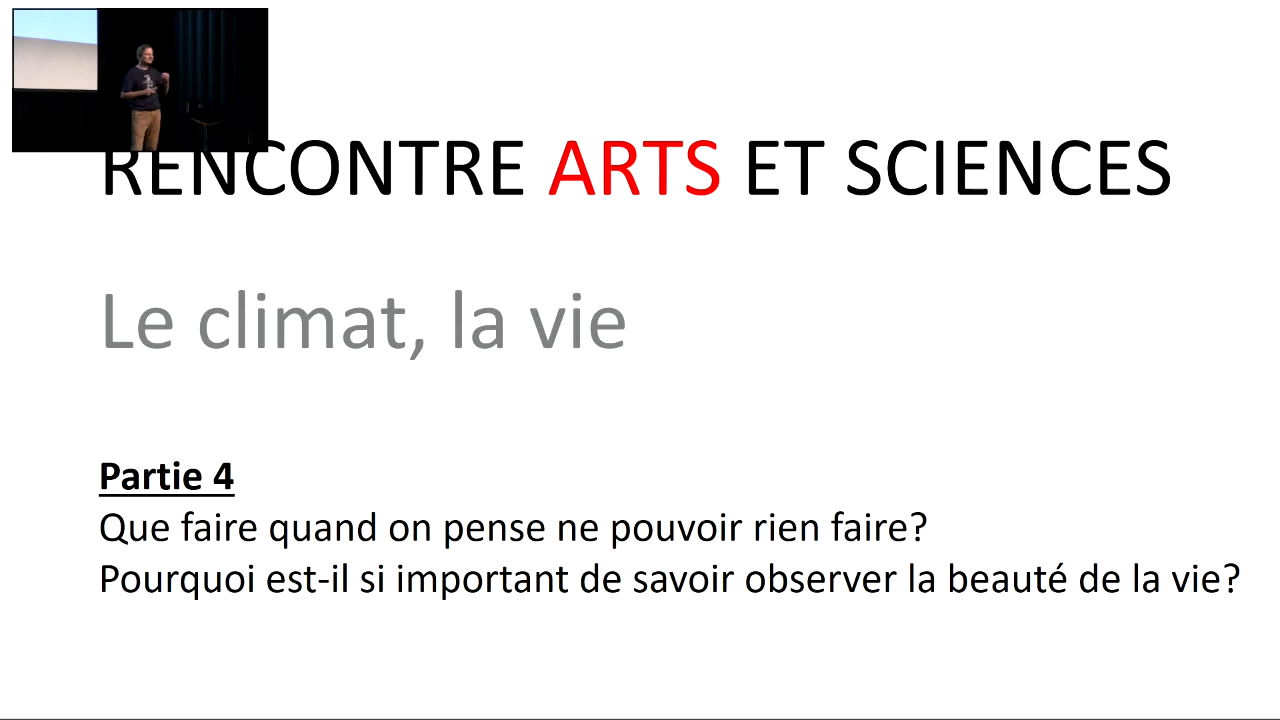 RENCONTRE ARTS ET SCIENCES
Le climat, la vie
Partie 4
Que faire quand on pense ne pouvoir rien faire?
Pourquoi est-il si important de savoir observer la beauté de la vie?